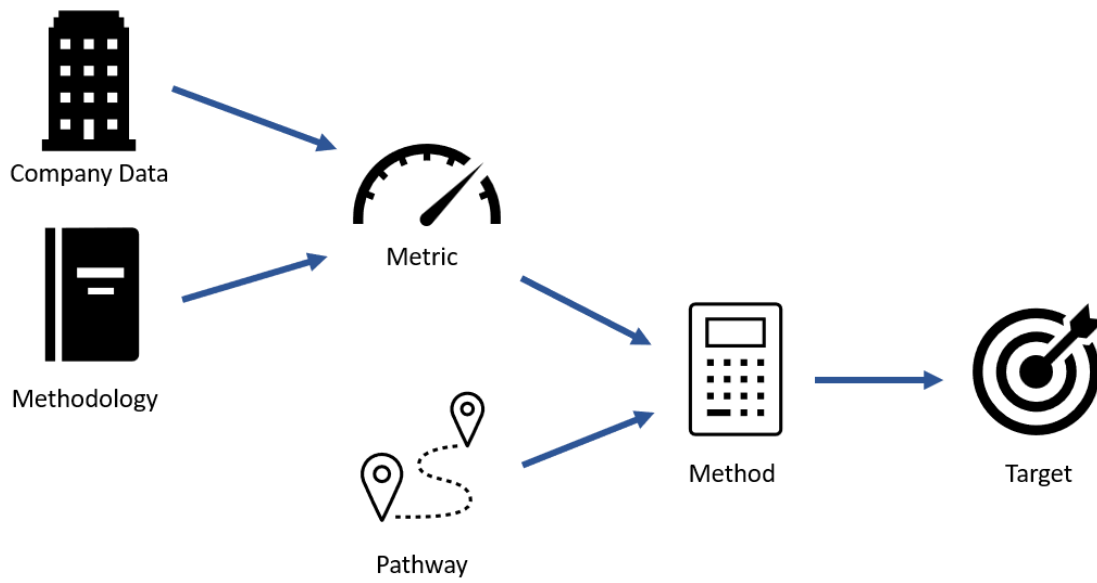 Company Data
Metric
Methodology
Method
Target
Pathway